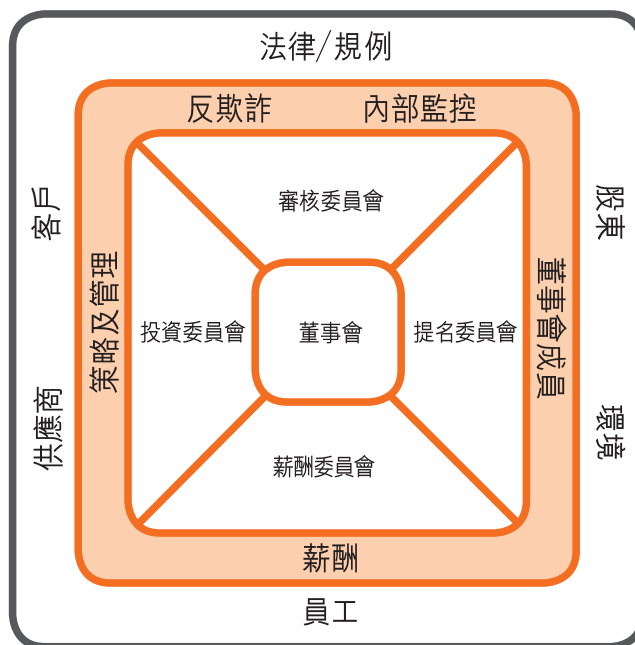 法律/規例
反欺詐
內部監控
審核委員會
客戶
股東
策略及管理
投資委員會
董事會
提名委員會
董事會成員
供應商
環境
薪酬委員會
薪酬
員工